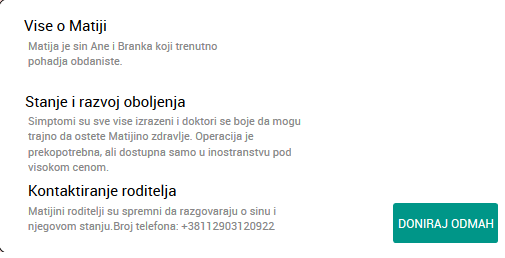 Vise o Matiji
Matija je sin Ane i Branka koji trenutno
pohadja obdaniste.
Stanje i razvoj oboljenja
Simptomi su sve vise izrazeni i doktori se boje da mogu
trajno da ostete Matijino zdravlje. Operacija je
prekopotrebna, ali dostupna samo u inostranstvu pod
visokom cenom.
Kontaktiranje roditelja
Matijini roditelji su spremni da razgovaraju o sinu i
njegovom stanju.Broj telefona: +38112903120922
DONIRAJ ODMAH